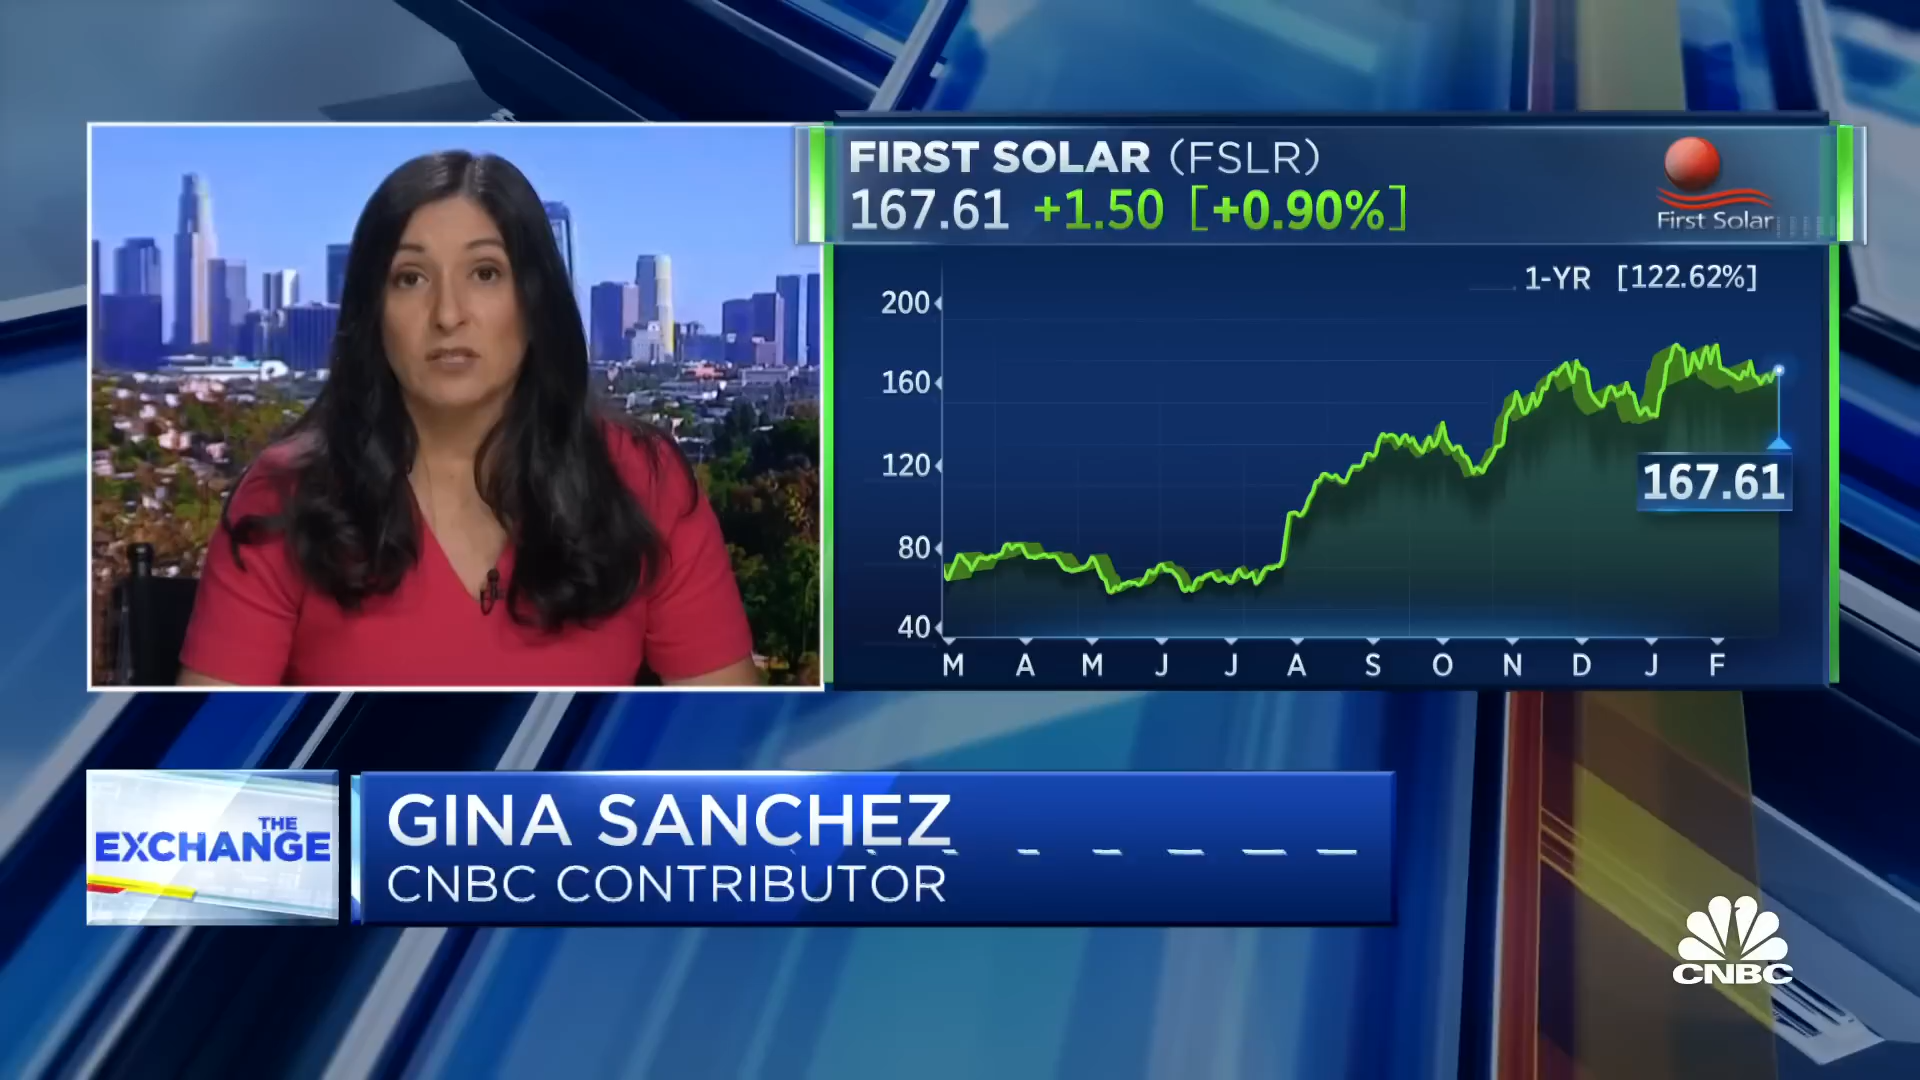 FIRST SOLAR (FSLR)
167.61 +1.50 [+0.90%]
First Solar
1-YR [122.62%]
200
160
120
80
40
167.61
M A M J J A S O N D J F
THE
EXCHANGE
GINA SANCHEZ
CNBC CONTRIBUTOR
CNBC